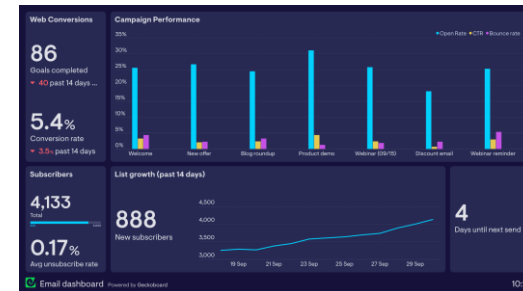 Web Conversions
86
Goals completed
40 past 14 days ...
5.4%
Conversion rate
3.5% past 14 days
Campaign Performance
Open Rate CTR Bounce rate
35%
30%
25%
20%
15%
10%
5%
0%
Welcome New offer Blog roundup Product demo Webinar (09/15) Discount email Webinar reminder
Subscribers
4,133
Total
0.17%
Avg unsubscribe rate
List growth (past 14 days)
888
New subscribers
4,500
4,000
3,500
3,000
19 Sep 21 Sep 23 Sep 25 Sep 27 Sep 29 Sep
4
Days until next send
Email dashboard Powered by Geckoboard
10: